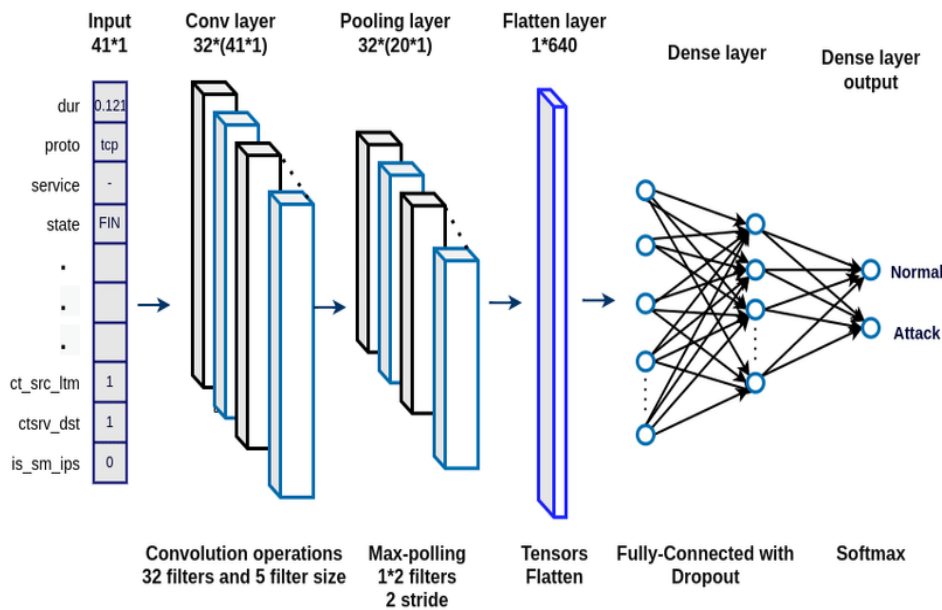 Input
41*1
Conv layer
32*(41*1)
Pooling layer
32*(20*1)
Flatten layer
1*640
Dense layer
Dense layer
output
dur 0.121
proto tcp
service -
state FIN
.
.
.
ct_src_ltm 1
ctsrv_dst 1
is_sm_ips 0
Normal
Attack
Convolution operations
32 filters and 5 filter size
Max-polling
1*2 filters
2 stride
Tensors
Flatten
Fully-Connected with
Dropout
Softmax